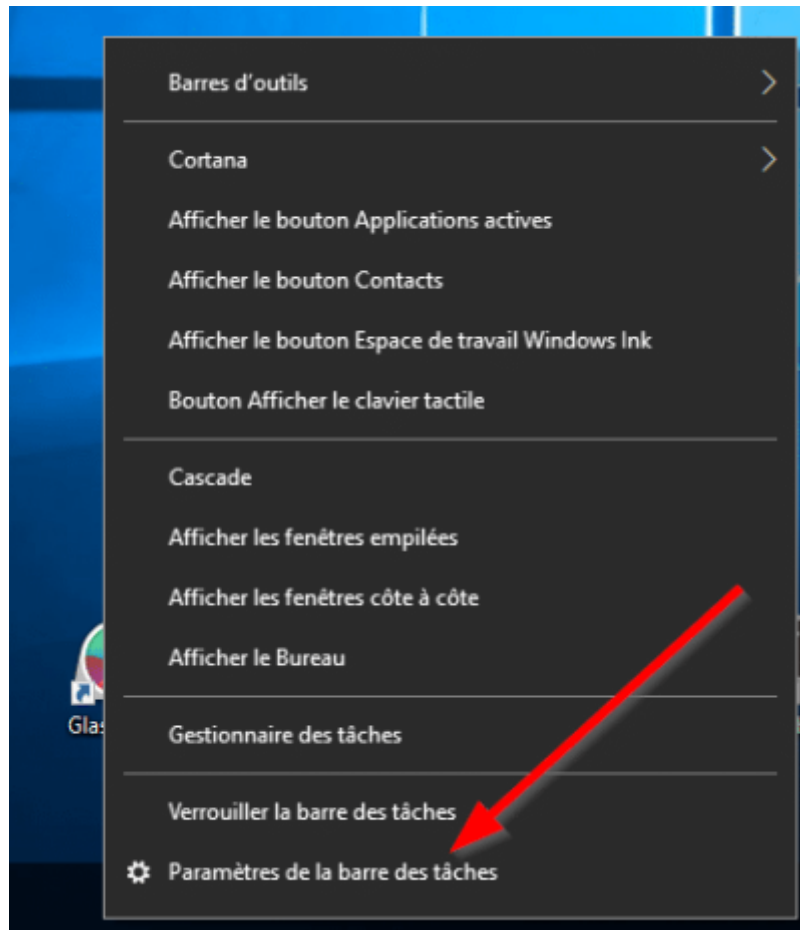 Barres d'outils
Cortana
Afficher le bouton Applications actives
Afficher le bouton Contacts
Afficher le bouton Espace de travail Windows Ink
Bouton Afficher le clavier tactile
Cascade
Afficher les fenêtres empilées
Afficher les fenêtres côte à côte
Afficher le Bureau
Gestionnaire des tâches
Verrouiller la barre des tâches
Paramètres de la barre des tâches